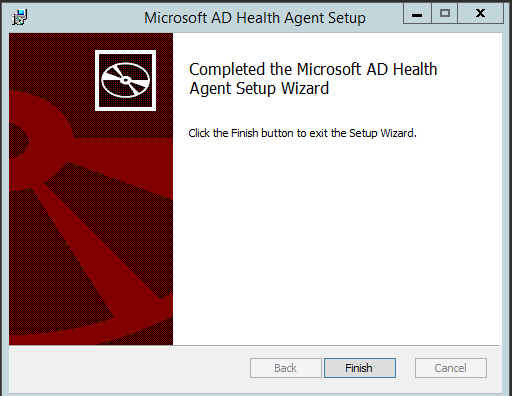 Microsoft AD Health Agent Setup
Completed the Microsoft AD Health
Agent Setup Wizard
Click the Finish button to exit the Setup Wizard.
Back
Finish
Cancel